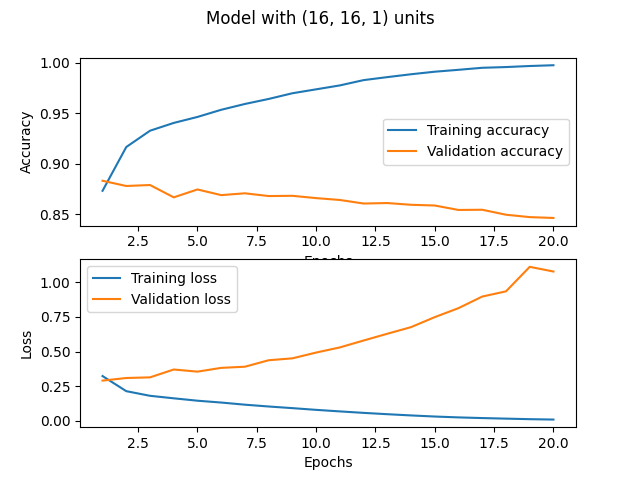 Model with (16, 16, 1) units
1.00
0.95
0.90
0.85
Accuracy
Training accuracy
Validation accuracy
2.5 5.0 7.5 10.0 12.5 15.0 17.5 20.0
Epochs
1.00
0.75
0.50
0.25
0.00
Loss
Training loss
Validation loss
2.5 5.0 7.5 10.0 12.5 15.0 17.5 20.0
Epochs